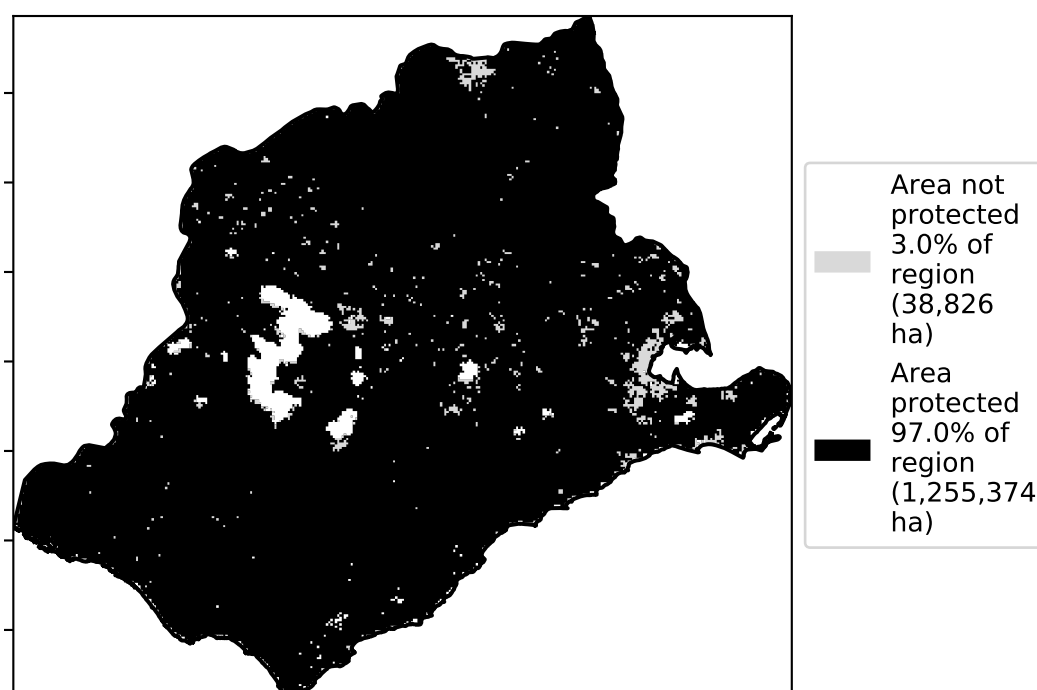 Area not
protected
3.0% of
region
(38,826
ha)
Area
protected
97.0% of
region
(1,255,374
ha)